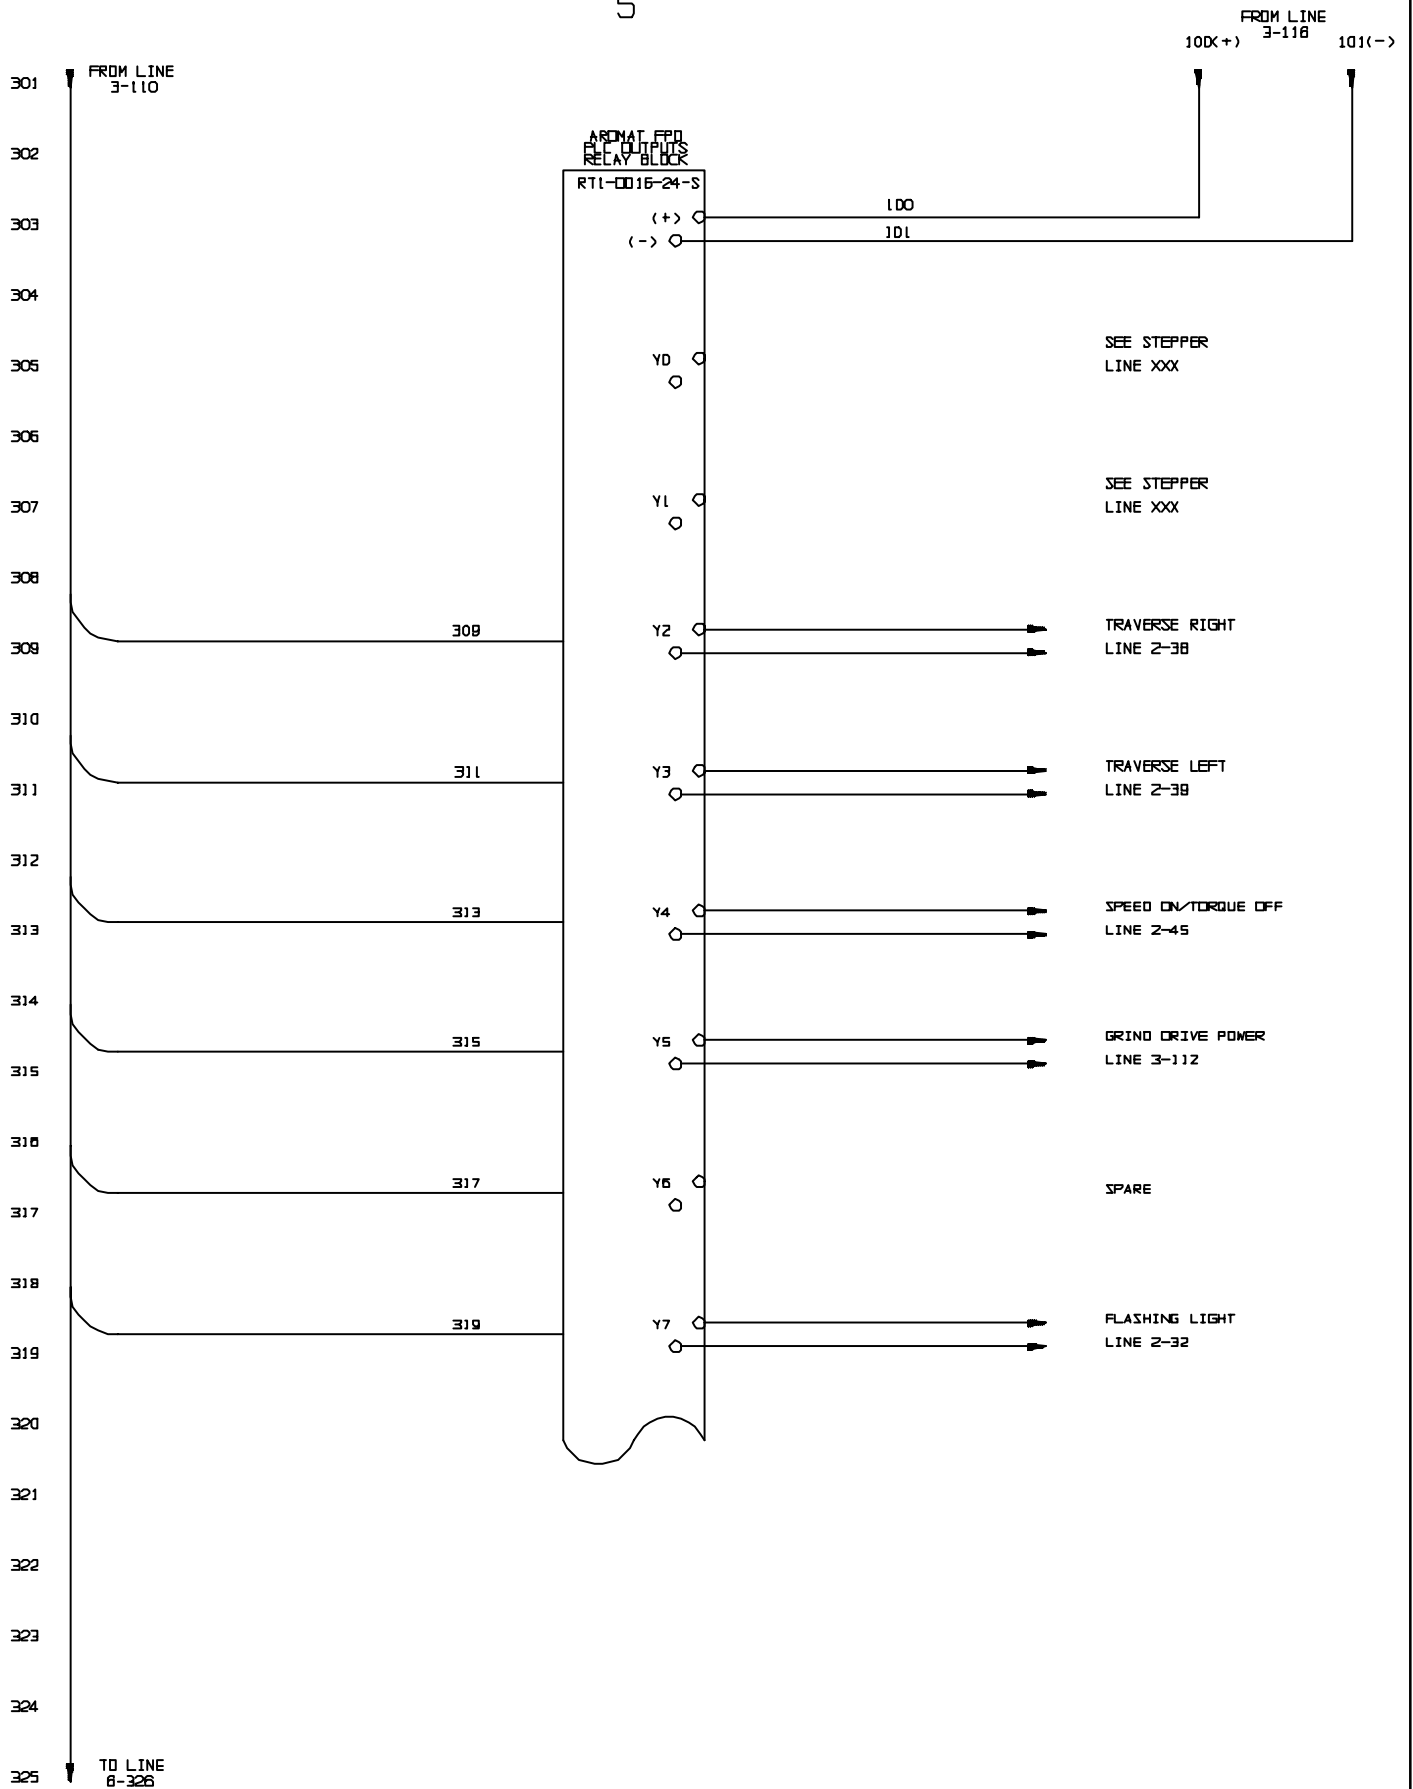 5
FROM LINE
3-118
100(+)
101(-)
301
FROM LINE
3-110
302
AROMAT FP0
PLC OUTPUTS
RELAY BLOCK
RT1-0016-24-S
303
(+)
100
(-)
101
304
SEE STEPPER
305
Y0
LINE XXX
306
SEE STEPPER
307
Y1
LINE XXX
308
309
Y2
TRAVERSE RIGHT
309
LINE 2-38
310
311
Y3
TRAVERSE LEFT
311
LINE 2-39
312
313
Y4
SPEED ON/TORQUE OFF
313
LINE 2-45
314
315
Y5
GRIND DRIVE POWER
315
LINE 3-112
316
317
Y6
SPARE
317
318
319
Y7
FLASHING LIGHT
319
LINE 2-32
320
321
322
323
324
325
TO LINE
6-326